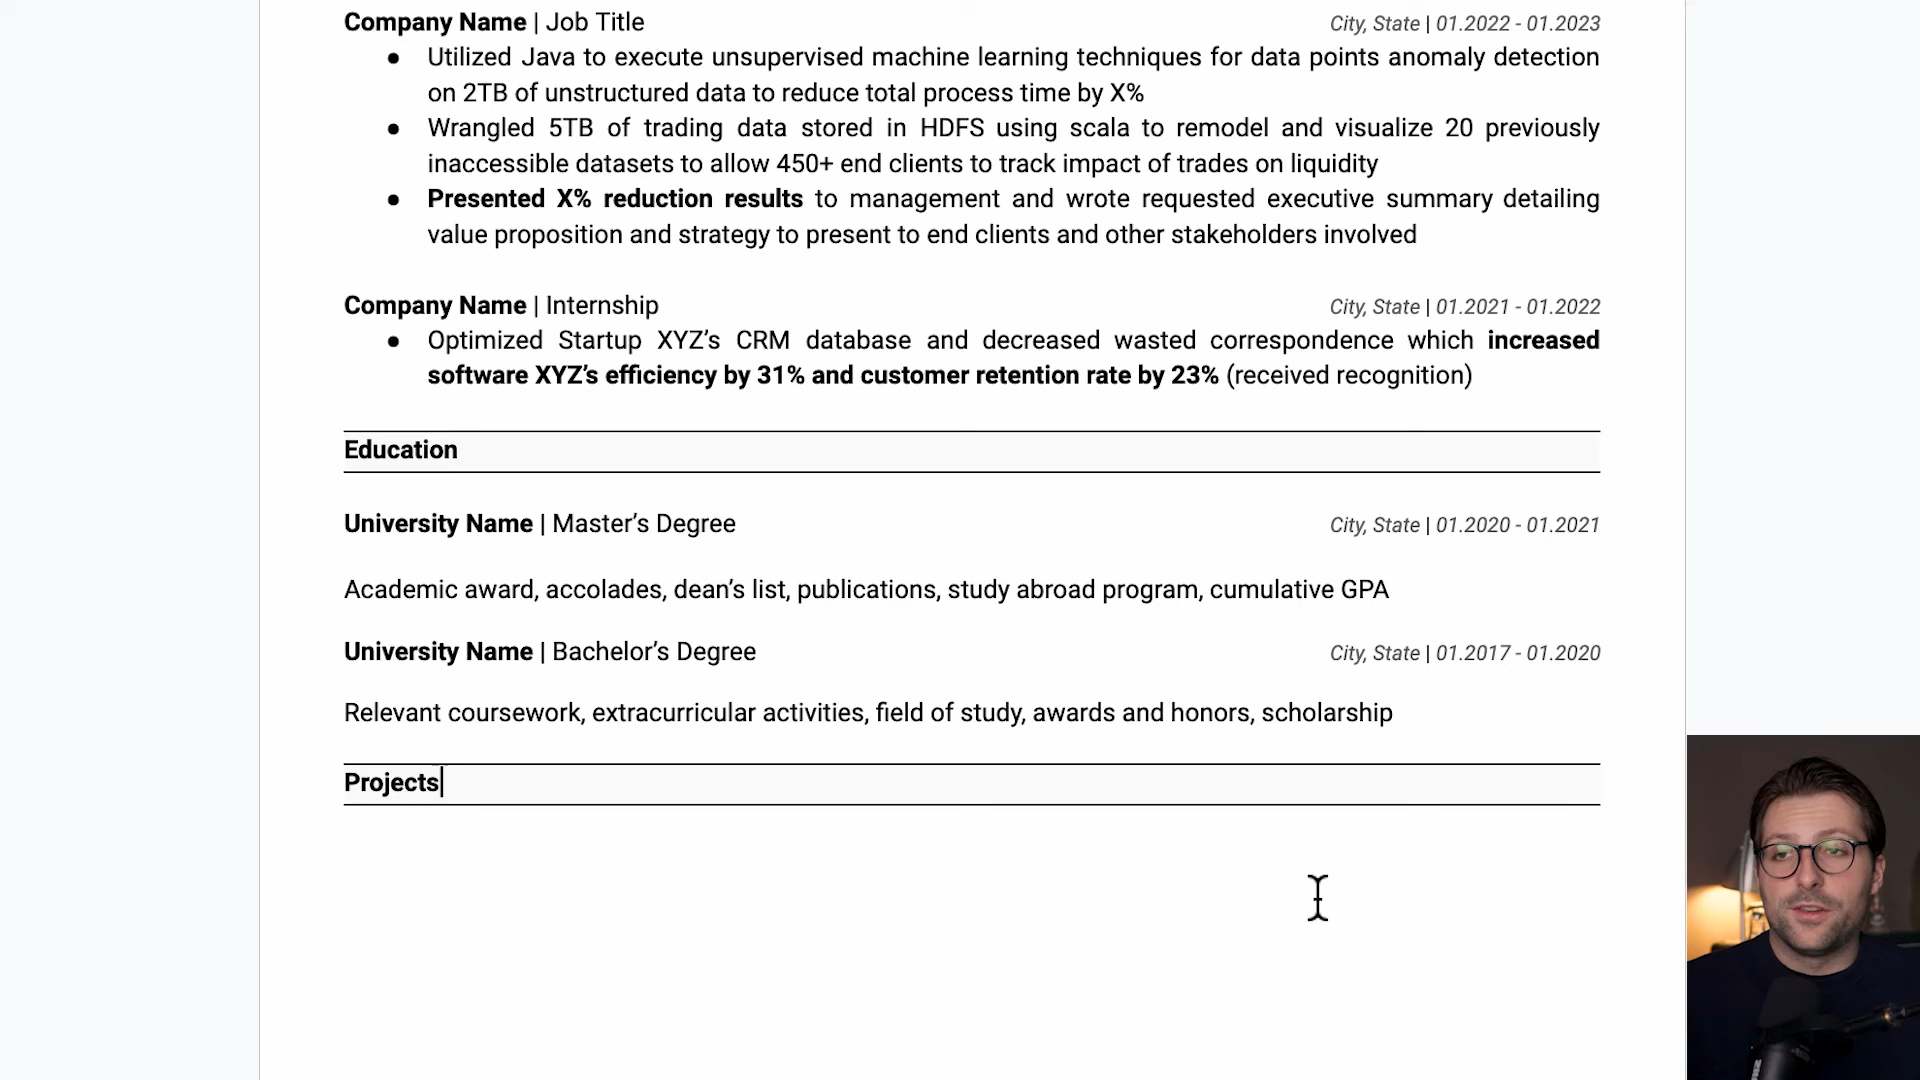 Company Name | Job Title City, State | 01.2022 - 01.2023
● Utilized Java to execute unsupervised machine learning techniques for data points anomaly detection
on 2TB of unstructured data to reduce total process time by X%
● Wrangled 5TB of trading data stored in HDFS using scala to remodel and visualize 20 previously
inaccessible datasets to allow 450+ end clients to track impact of trades on liquidity
● Presented X% reduction results to management and wrote requested executive summary detailing
value proposition and strategy to present to end clients and other stakeholders involved
Company Name | Internship City, State | 01.2021 - 01.2022
● Optimized Startup XYZ’s CRM database and decreased wasted correspondence which increased
software XYZ’s efficiency by 31% and customer retention rate by 23% (received recognition)
Education
University Name | Master’s Degree City, State | 01.2020 - 01.2021
Academic award, accolades, dean’s list, publications, study abroad program, cumulative GPA
University Name | Bachelor’s Degree City, State | 01.2017 - 01.2020
Relevant coursework, extracurricular activities, field of study, awards and honors, scholarship
Projects